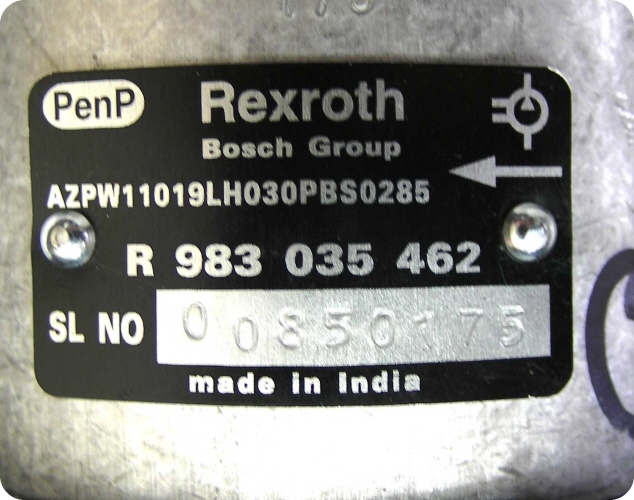 PenP
Rexroth
Bosch Group
AZPW11019LH030PBS0285
R 983 035 462
SL NO 00850175
made in India